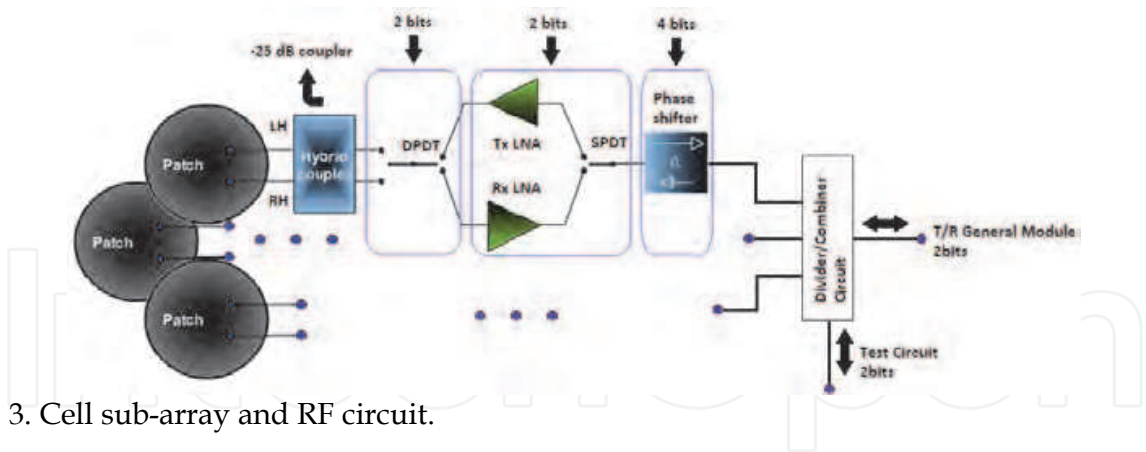 2 bits
2 bits
4 bits
-25 dB coupler
LH
RH
Hybrid coupler
Patch
Patch
Patch
DPDT
Tx LNA
Rx LNA
SPDT
Phase shifter
Divider/Combiner Circuit
T/R General Module
2bits
Test Circuit
2bits
3. Cell sub-array and RF circuit.